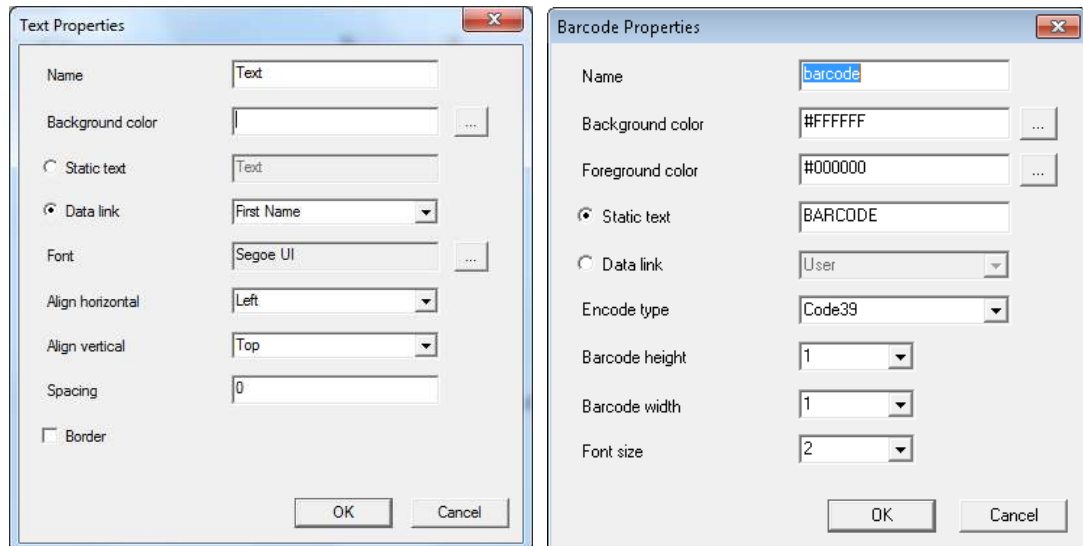 Text Properties
Name Text
Background color ...
Static text Text
Data link First Name
Font Segoe UI ...
Align horizontal Left
Align vertical Top
Spacing 0
Border
OK Cancel
Barcode Properties
Name barcode
Background color #FFFFFF ...
Foreground color #000000 ...
Static text BARCODE
Data link User
Encode type Code39
Barcode height 1
Barcode width 1
Font size 2
OK Cancel